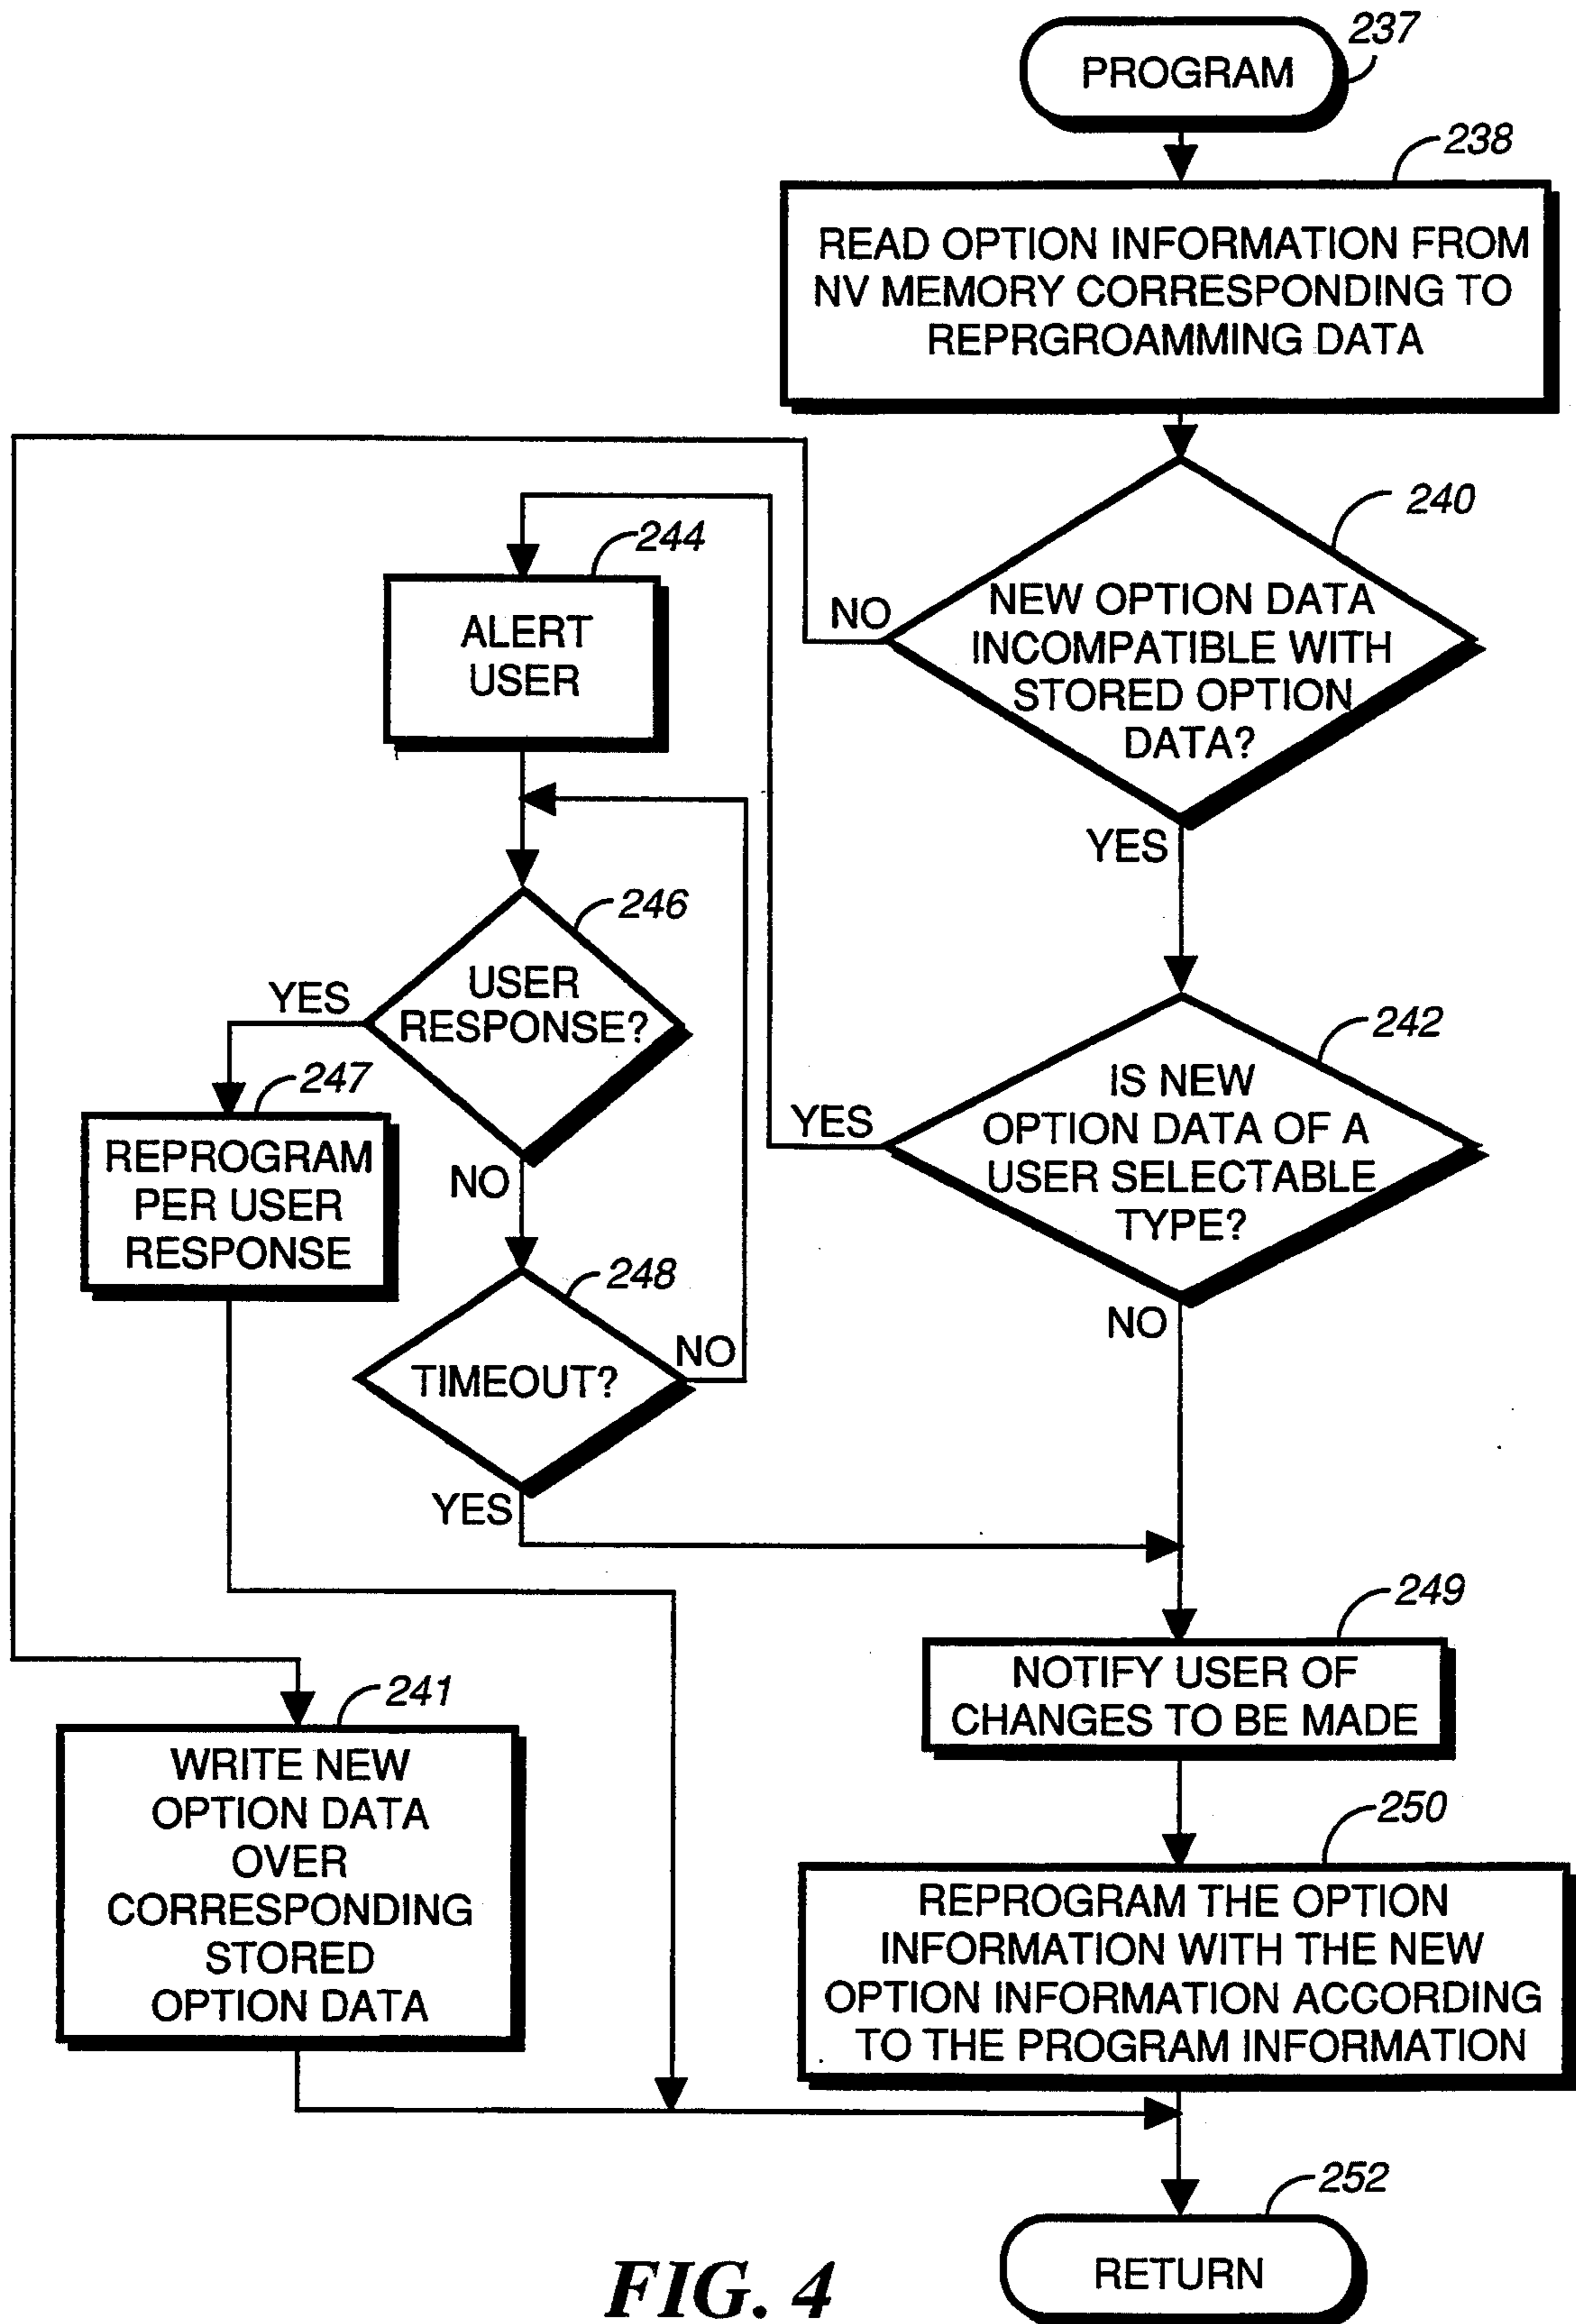 PROGRAM
237
238
READ OPTION INFORMATION FROM
NV MEMORY CORRESPONDING TO
REPRGROAMMING DATA
240
NEW OPTION DATA
INCOMPATIBLE WITH
STORED OPTION
DATA?
NO
YES
244
ALERT
USER
246
USER
RESPONSE?
YES
NO
242
IS NEW
OPTION DATA OF A
USER SELECTABLE
TYPE?
YES
NO
247
REPROGRAM
PER USER
RESPONSE
248
TIMEOUT?
NO
YES
249
NOTIFY USER OF
CHANGES TO BE MADE
241
WRITE NEW
OPTION DATA
OVER
CORRESPONDING
STORED
OPTION DATA
250
REPROGRAM THE OPTION
INFORMATION WITH THE NEW
OPTION INFORMATION ACCORDING
TO THE PROGRAM INFORMATION
252
RETURN
FIG. 4